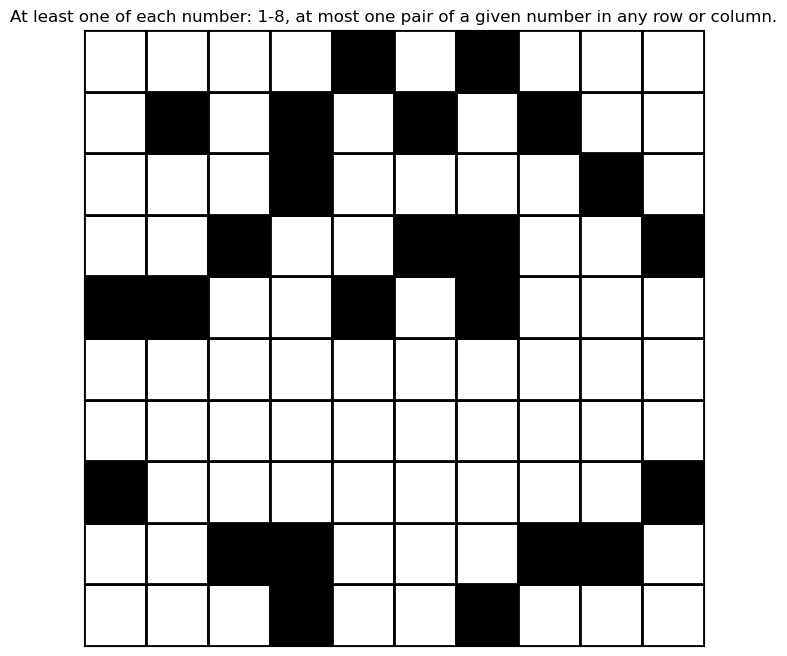 At least one of each number: 1-8, at most one pair of a given number in any row or column.